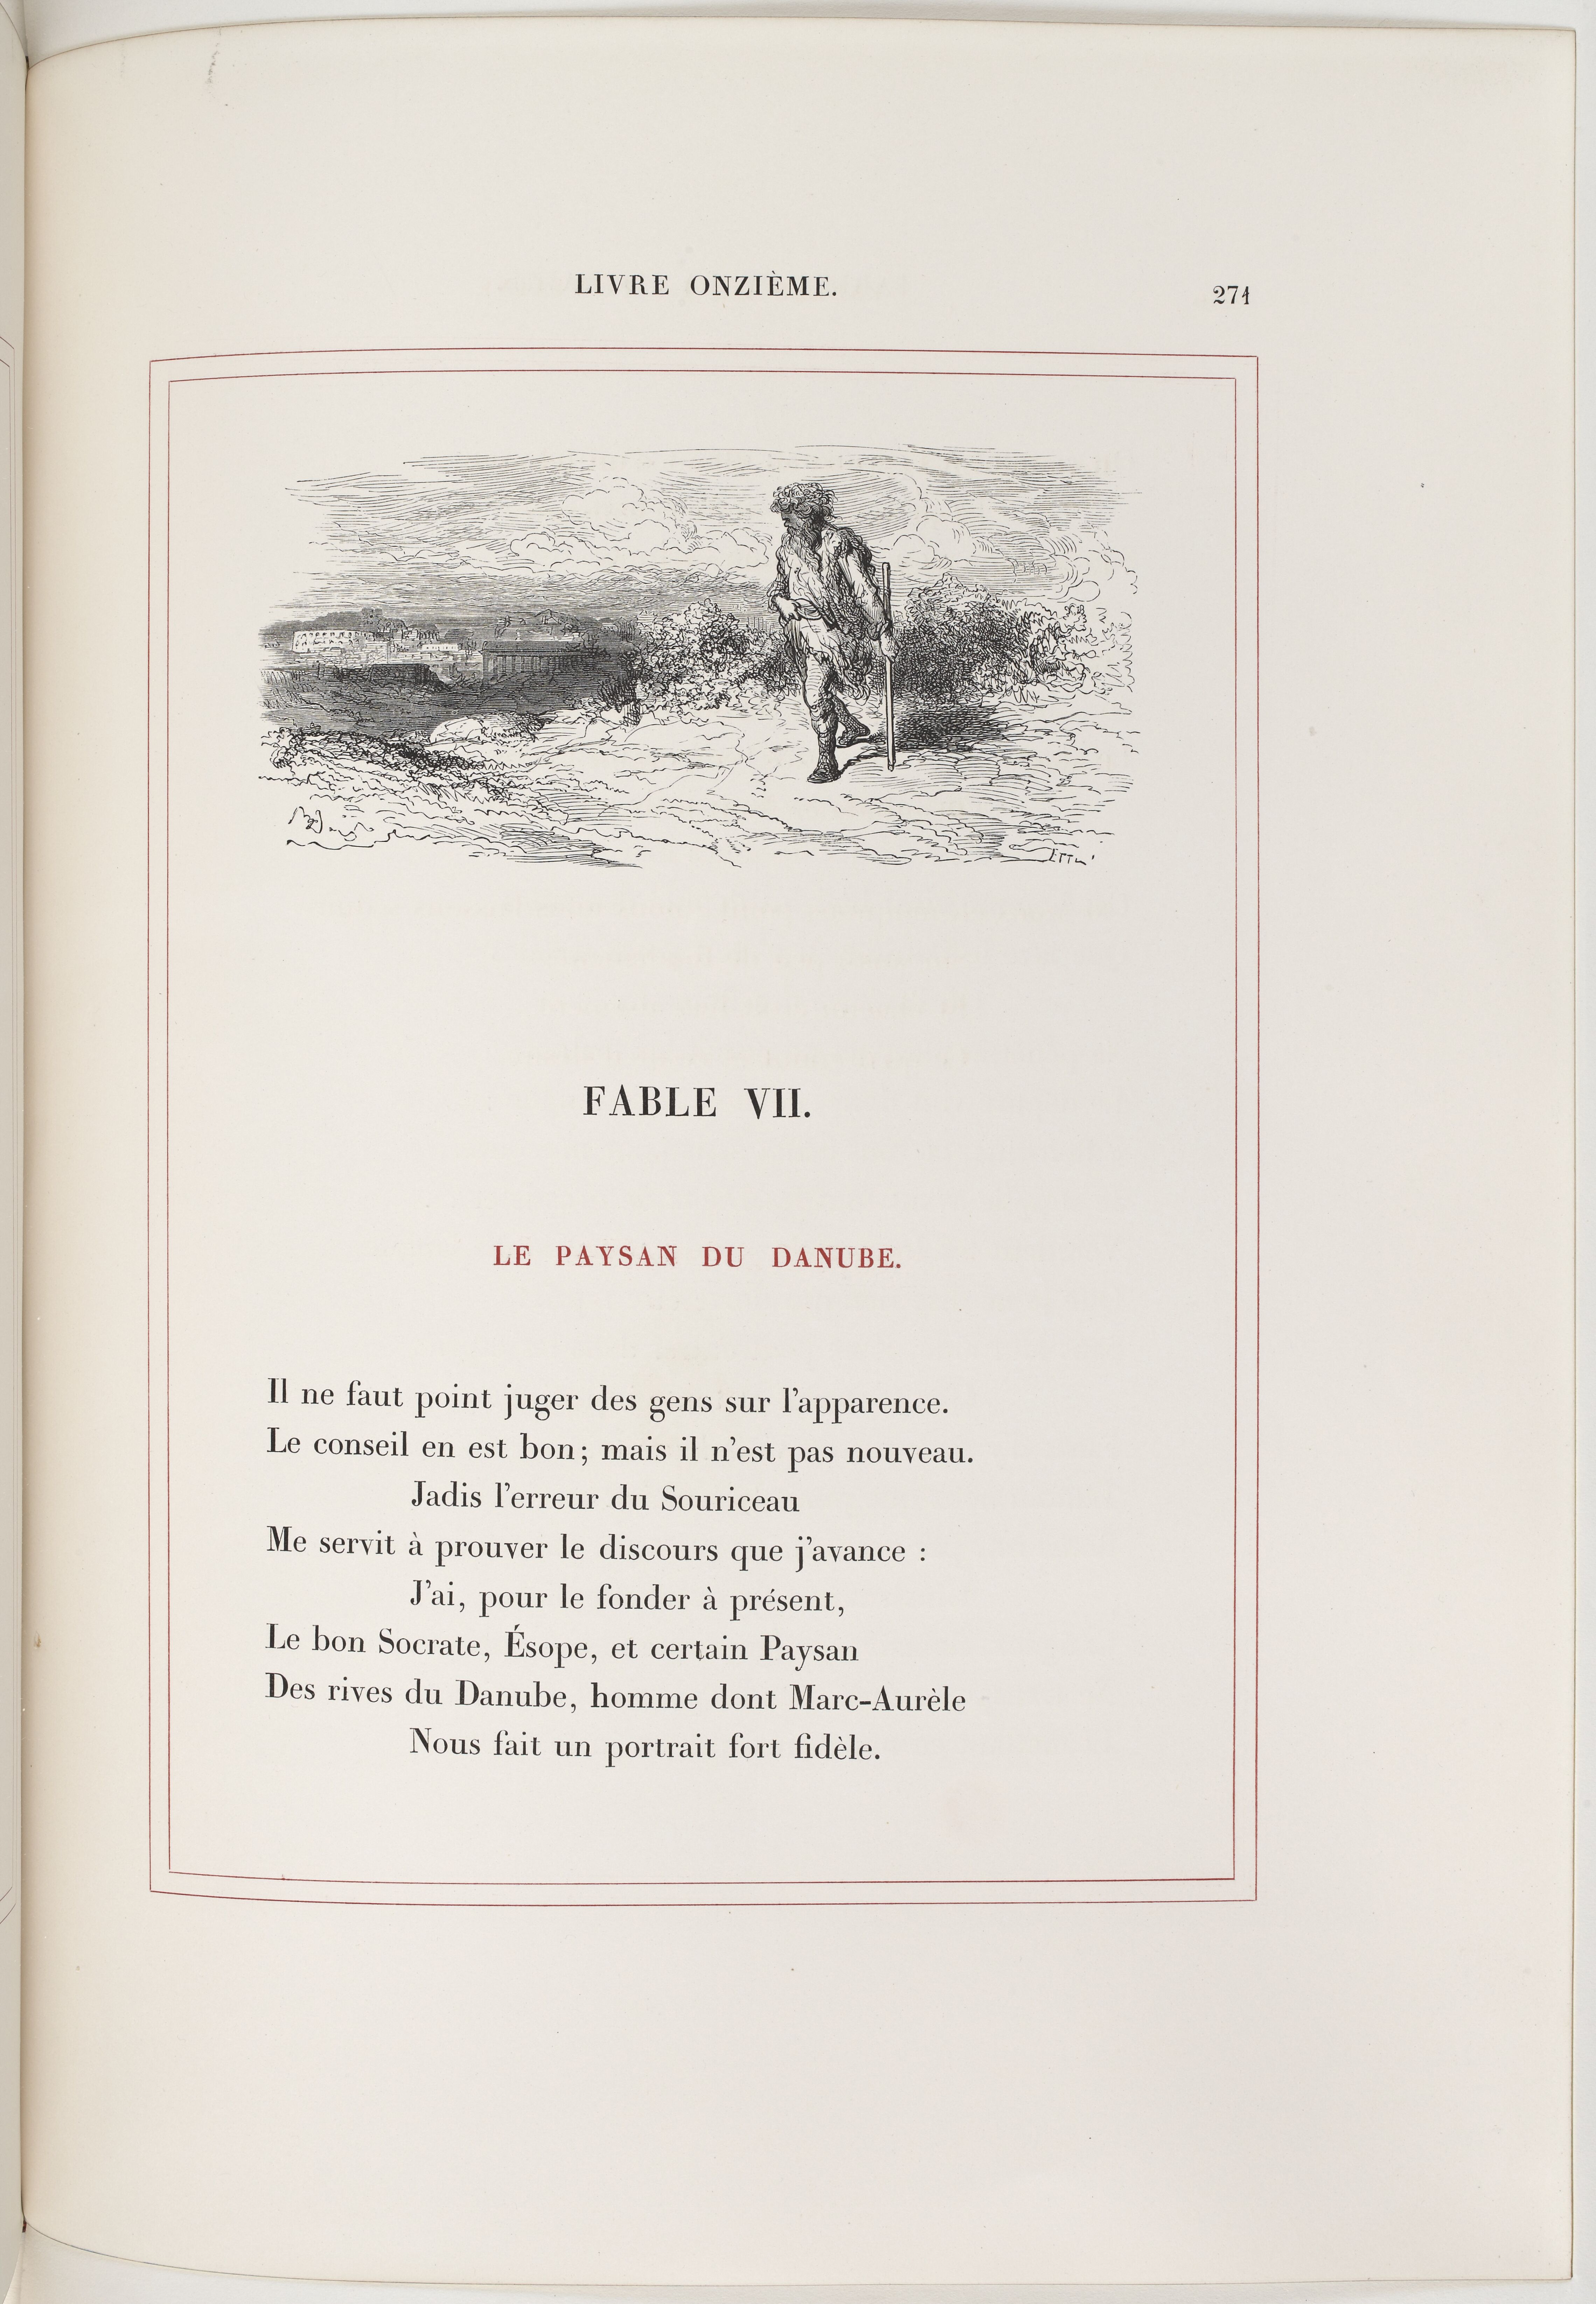 LIVRE ONZIÈME.
271
FABLE VII.
LE PAYSAN DU DANUBE.
Il ne faut point juger des gens sur l'apparence.
Le conseil en est bon; mais il n'est pas nouveau.
Jadis l'erreur du Souriceau
Me servit à prouver le discours que j'avance :
J'ai, pour le fonder à présent,
Le bon Socrate, Ésope, et certain Paysan
Des rives du Danube, homme dont Marc-Aurèle
Nous fait un portrait fort fidèle.